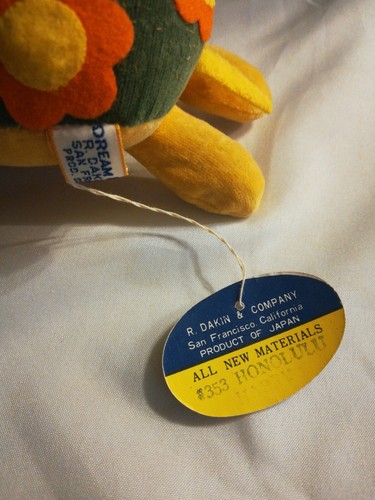 DREAM
R. DAK
SAN FR
PROD.
R. DAKIN & COMPANY
San Francisco, California
PRODUCT OF JAPAN
ALL NEW MATERIALS
#353 HONOLULU